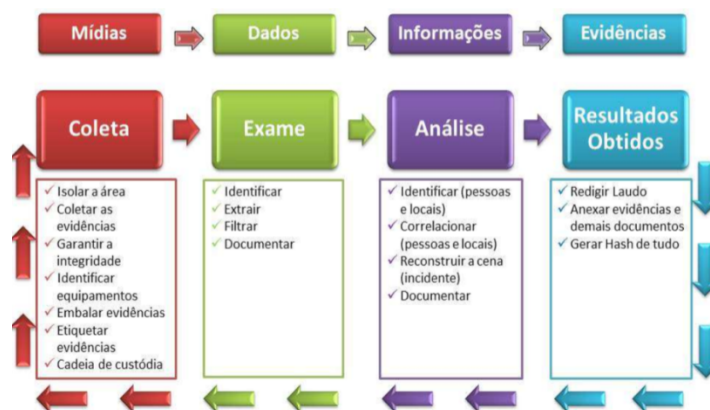 Mídias
Dados
Informações
Evidências
Coleta
Exame
Análise
Resultados
Obtidos
Isolar a área
Coletar as
evidências
Garantir a
integridade
Identificar
equipamentos
Embalar evidências
Etiquetar
evidências
Cadeia de custódia
Identificar
Extrair
Filtrar
Documentar
Identificar (pessoas
e locais)
Correlacionar
(pessoas e locais)
Reconstruir a cena
(incidente)
Documentar
Redigir Laudo
Anexar evidências e
demais documentos
Gerar Hash de tudo